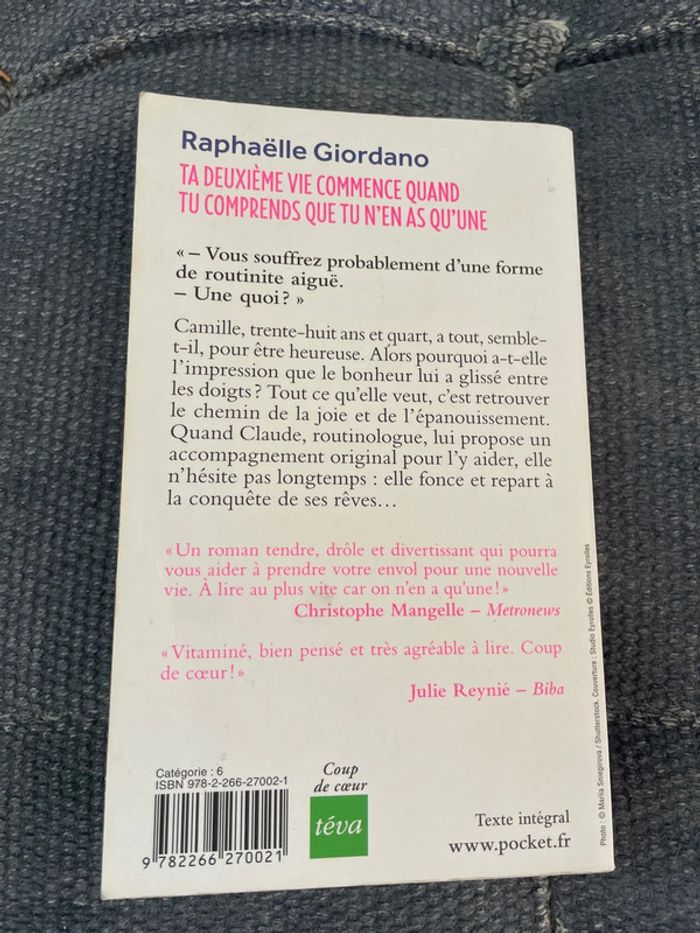 Raphaëlle Giordano
TA DEUXIÈME VIE COMMENCE QUAND
TU COMPRENDS QUE TU N'EN AS QU'UNE
« – Vous souffrez probablement d'une forme
de routinite aiguë.
– Une quoi ? »
Camille, trente-huit ans et quart, a tout, semble-
t-il, pour être heureuse. Alors pourquoi a-t-elle
l'impression que le bonheur lui a glissé entre
les doigts ? Tout ce qu'elle veut, c'est retrouver
le chemin de la joie et de l'épanouissement.
Quand Claude, routinologue, lui propose un
accompagnement original pour l'y aider, elle
n'hésite pas longtemps : elle fonce et repart à
la conquête de ses rêves…
« Un roman tendre, drôle et divertissant qui pourra
vous aider à prendre votre envol pour une nouvelle
vie. À lire au plus vite car on n'en a qu'une ! »
Christophe Mangelle – Metronews
« Vitaminé, bien pensé et très agréable à lire. Coup
de cœur ! »
Julie Reynié – Biba
Catégorie : 6
ISBN 978-2-266-27002-1
9 782266 270021
Coup
de cœur
téva
Texte intégral
www.pocket.fr
Photo : © Mariia Sniegirova / Shutterstock. Couverture : Studio Eyrolles © Éditions Eyrolles